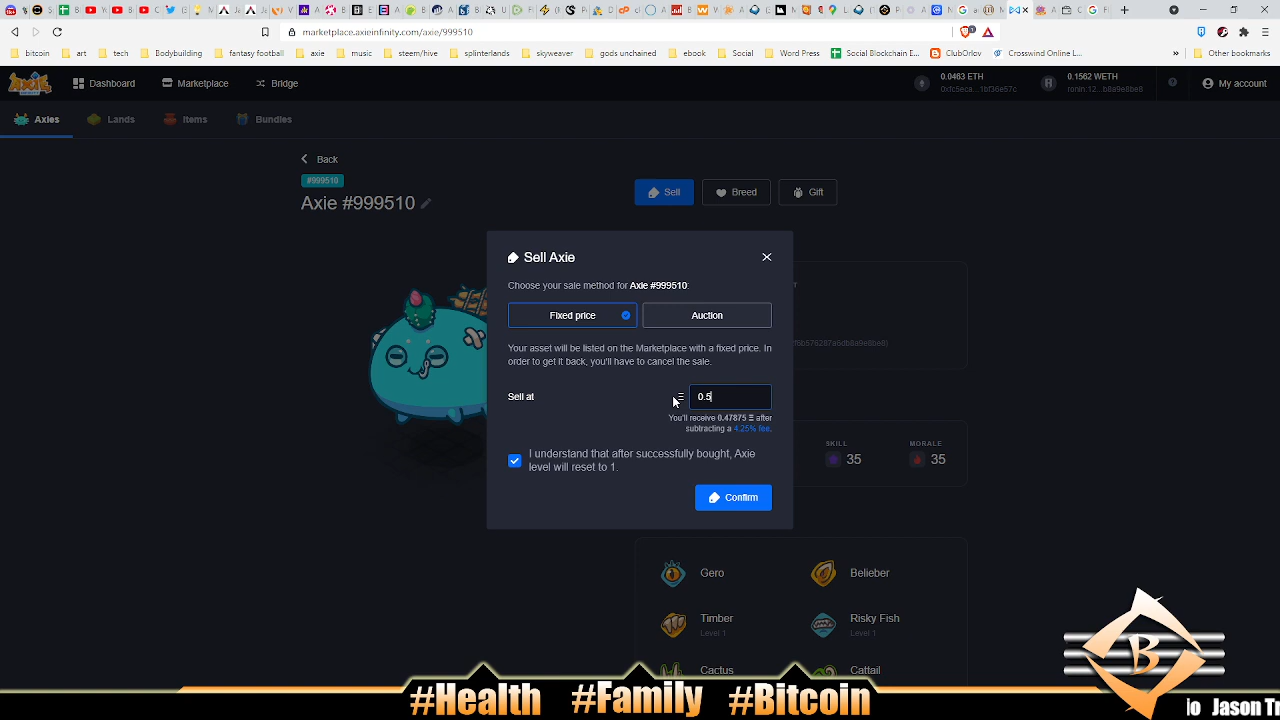 marketplace.axieinfinity.com/axie/999510
bitcoin art tech Bodybuilding fantasy football axie music steem/hive splinterlands skyweaver gods unchained ebook Social Word Press Social Blockchain E... ClubOrlov Crosswind Online L... » Other bookmarks
Dashboard Marketplace Bridge
0.0463 ETH
0.1562 WETH
My account
Axies Lands Items Bundles
Back
#999510
Axie #999510
Sell Breed Gift
Sell Axie
Choose your sale method for Axie #999510:
Fixed price Auction
Your asset will be listed on the Marketplace with a fixed price. In
order to get it back, you'll have to cancel the sale.
Sell at Ξ 0.5
You'll receive 0.47875 Ξ after
subtracting a 4.25% fee.
I understand that after successfully bought, Axie
level will reset to 1.
Confirm
SKILL MORALE
35 35
Gero Belieber
Timber Risky Fish
Level 1 Level 1
Cactus Cattail
#Health #Family #Bitcoin
B
io Jason